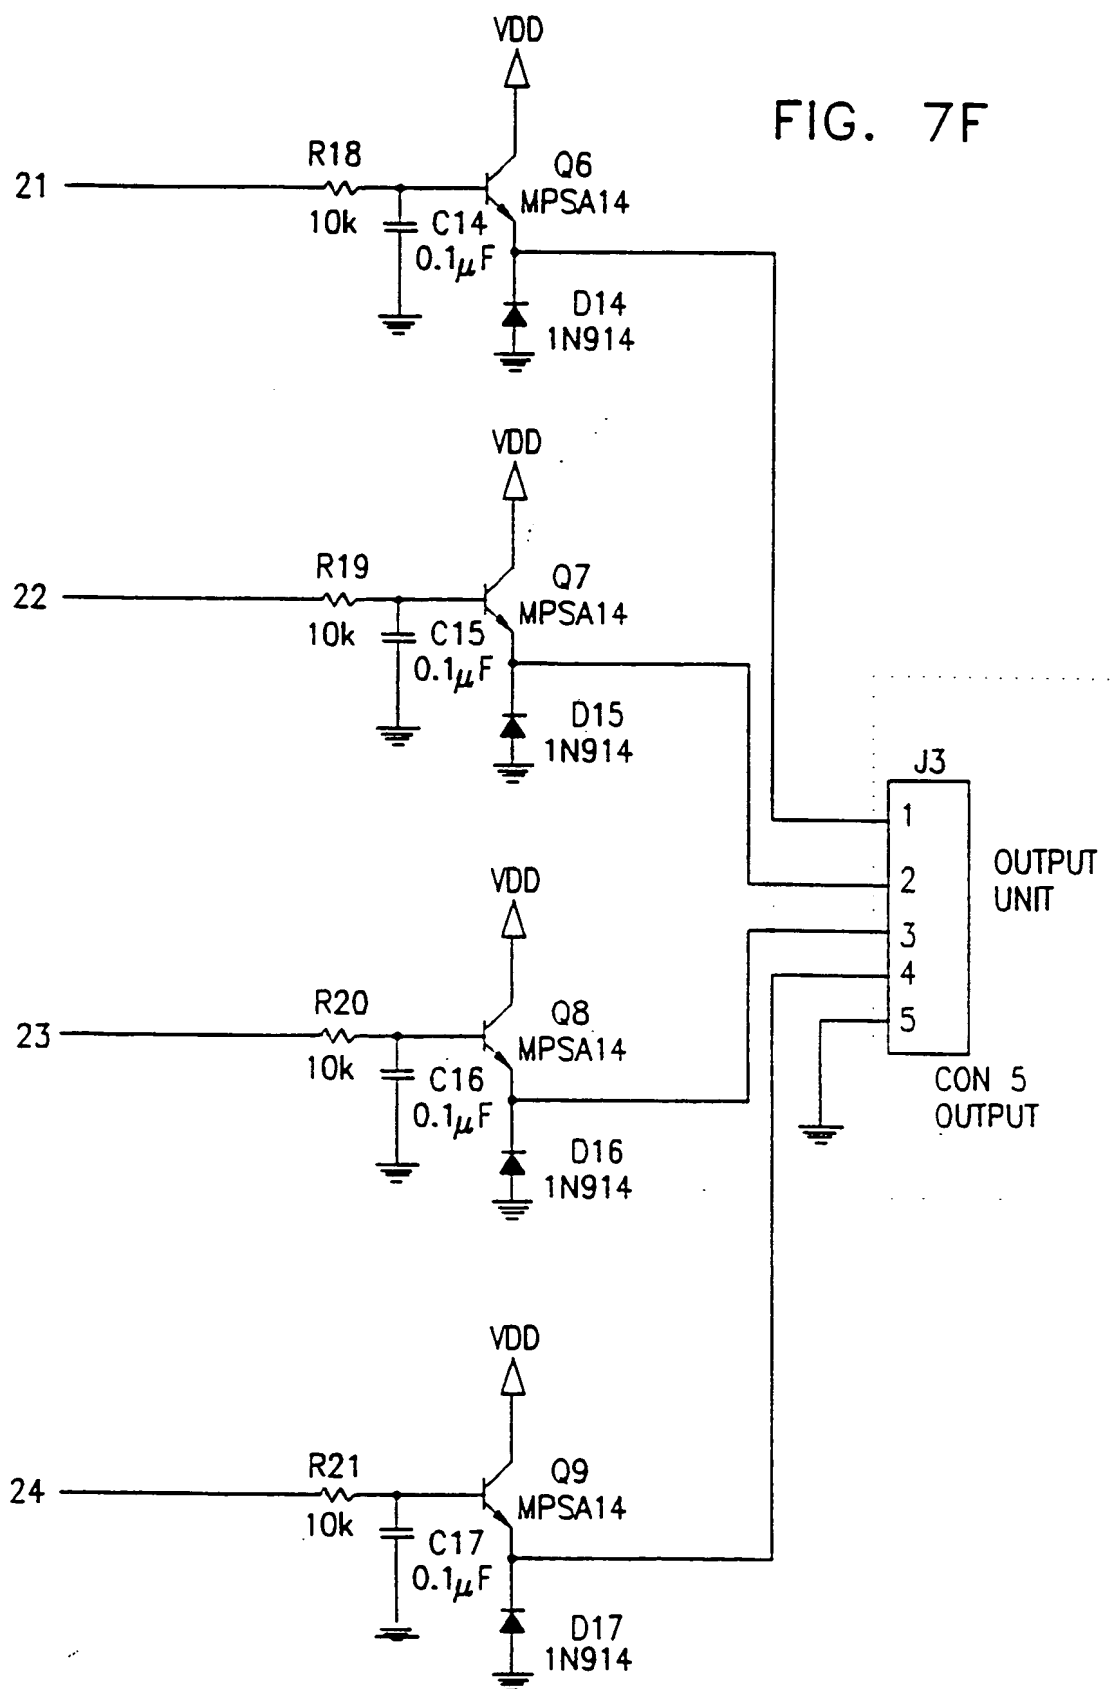 FIG. 7F
VDD
21
R18
10k
C14
0.1μF
Q6
MPSA14
D14
1N914
VDD
22
R19
10k
C15
0.1μF
Q7
MPSA14
D15
1N914
VDD
23
R20
10k
C16
0.1μF
Q8
MPSA14
D16
1N914
VDD
24
R21
10k
C17
0.1μF
Q9
MPSA14
D17
1N914
J3
1
2
3
4
5
OUTPUT
UNIT
CON 5
OUTPUT